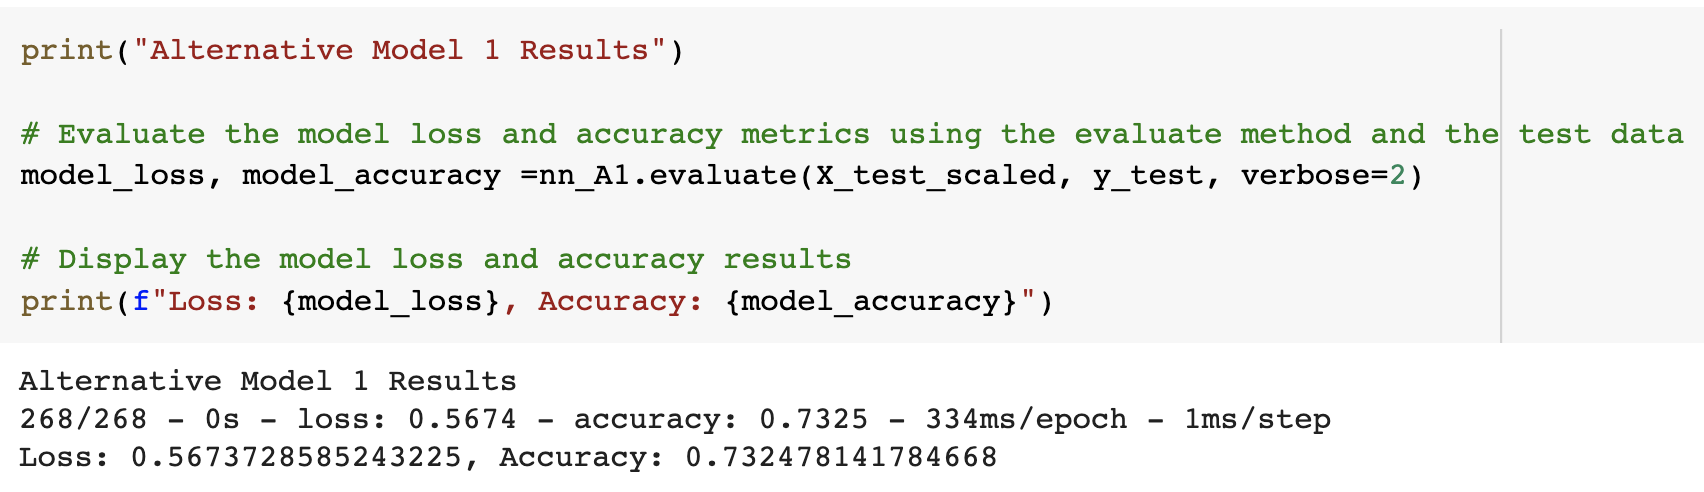 print("Alternative Model 1 Results")
# Evaluate the model loss and accuracy metrics using the evaluate method and the test data
model_loss, model_accuracy =nn_A1.evaluate(X_test_scaled, y_test, verbose=2)
# Display the model loss and accuracy results
print(f"Loss: {model_loss}, Accuracy: {model_accuracy}")
Alternative Model 1 Results
268/268 - 0s - loss: 0.5674 - accuracy: 0.7325 - 334ms/epoch - 1ms/step
Loss: 0.5673728585243225, Accuracy: 0.732478141784668